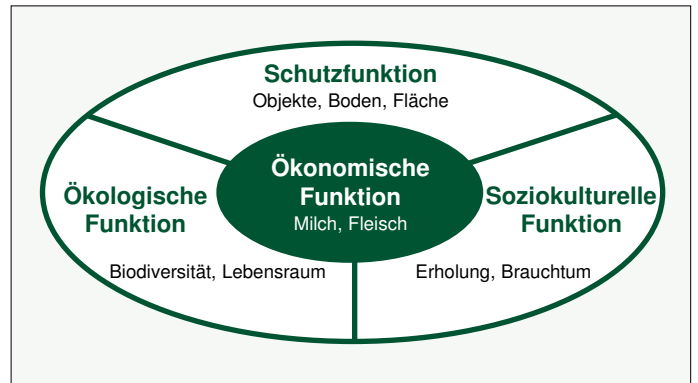 Schutzfunktion
Objekte, Boden, Fläche
Ökonomische
Funktion
Milch, Fleisch
Ökologische
Funktion
Biodiversität, Lebensraum
Soziokulturelle
Funktion
Erholung, Brauchtum